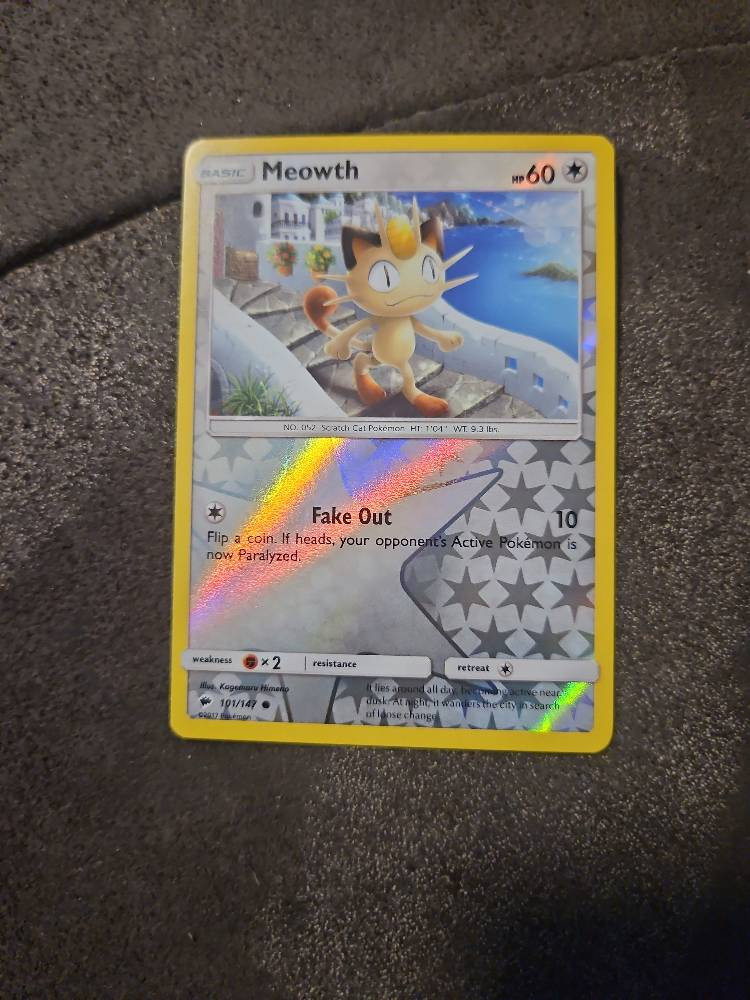 BASIC Meowth HP 60
NO. 052 Scratch Cat Pokémon HT: 1'04" WT: 9.3 lbs.
Fake Out 10
Flip a coin. If heads, your opponent's Active Pokémon is
now Paralyzed.
weakness ×2 resistance retreat
Illus. Kagemaru Himeno
101/147
©2017 Pokémon
It lies around all day, becoming active near
dusk. At night, it wanders the city in search
of loose change.